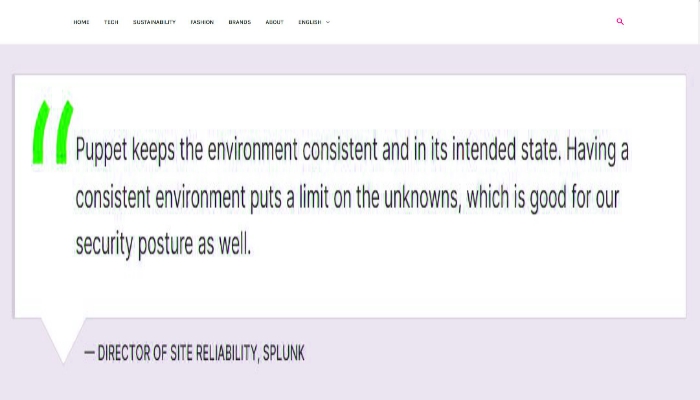 HOME TECH SUSTAINABILITY FASHION BRANDS ABOUT ENGLISH
“Puppet keeps the environment consistent and in its intended state. Having a
consistent environment puts a limit on the unknowns, which is good for our
security posture as well.
— DIRECTOR OF SITE RELIABILITY, SPLUNK